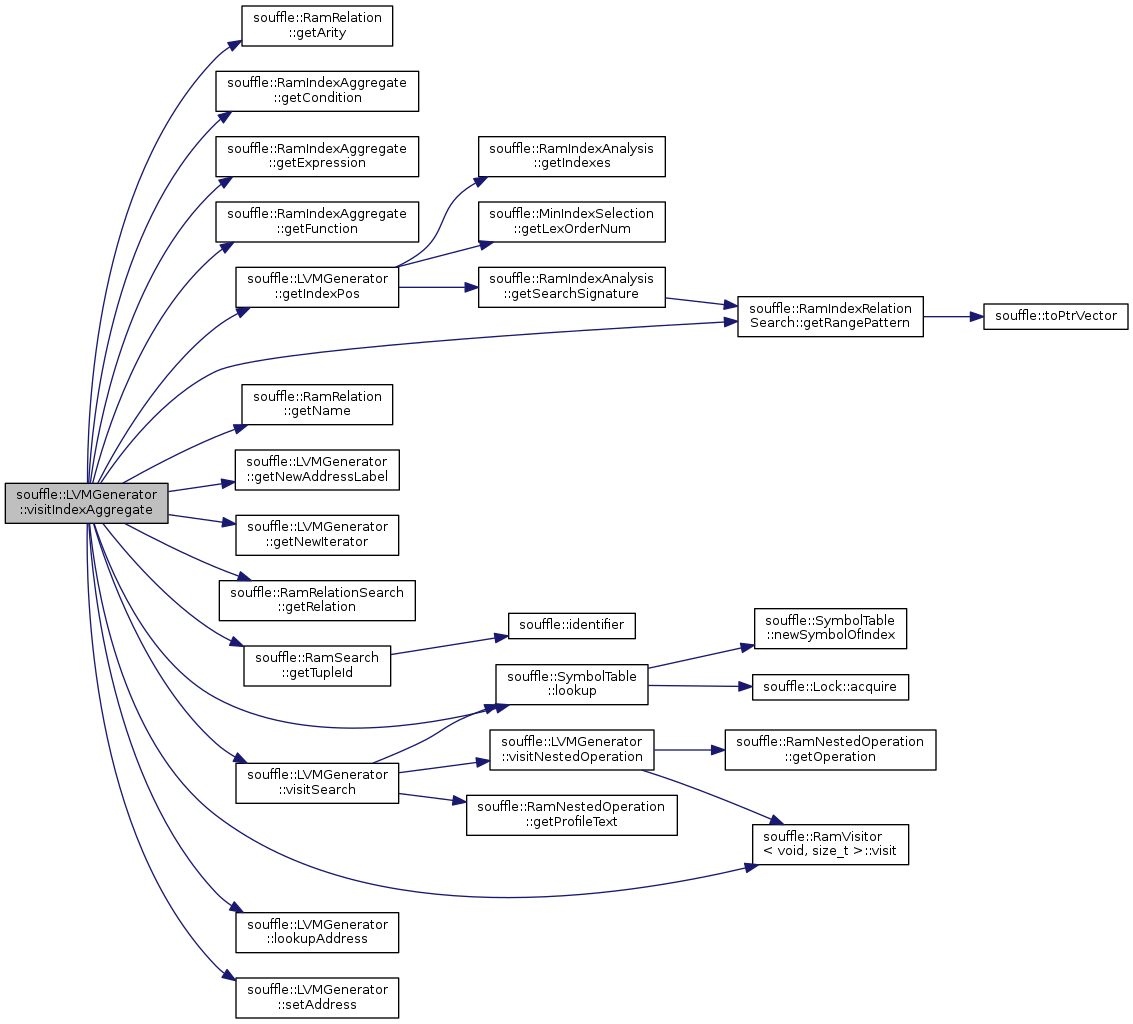 souffle::RamRelation
::getArity
souffle::RamIndexAggregate
::getCondition
souffle::RamIndexAggregate
::getExpression
souffle::RamIndexAnalysis
::getIndexes
souffle::RamIndexAggregate
::getFunction
souffle::MinIndexSelection
::getLexOrderNum
souffle::LVMGenerator
::getIndexPos
souffle::RamIndexAnalysis
::getSearchSignature
souffle::RamIndexRelation
Search::getRangePattern
souffle::toPtrVector
souffle::RamRelation
::getName
souffle::LVMGenerator
::getNewAddressLabel
souffle::LVMGenerator
::visitIndexAggregate
souffle::LVMGenerator
::getNewIterator
souffle::RamRelationSearch
::getRelation
souffle::identifier
souffle::SymbolTable
::newSymbolOfIndex
souffle::RamSearch
::getTupleId
souffle::SymbolTable
::lookup
souffle::Lock::acquire
souffle::LVMGenerator
::visitNestedOperation
souffle::RamNestedOperation
::getOperation
souffle::LVMGenerator
::visitSearch
souffle::RamNestedOperation
::getProfileText
souffle::RamVisitor
< void, size_t >::visit
souffle::LVMGenerator
::lookupAddress
souffle::LVMGenerator
::setAddress